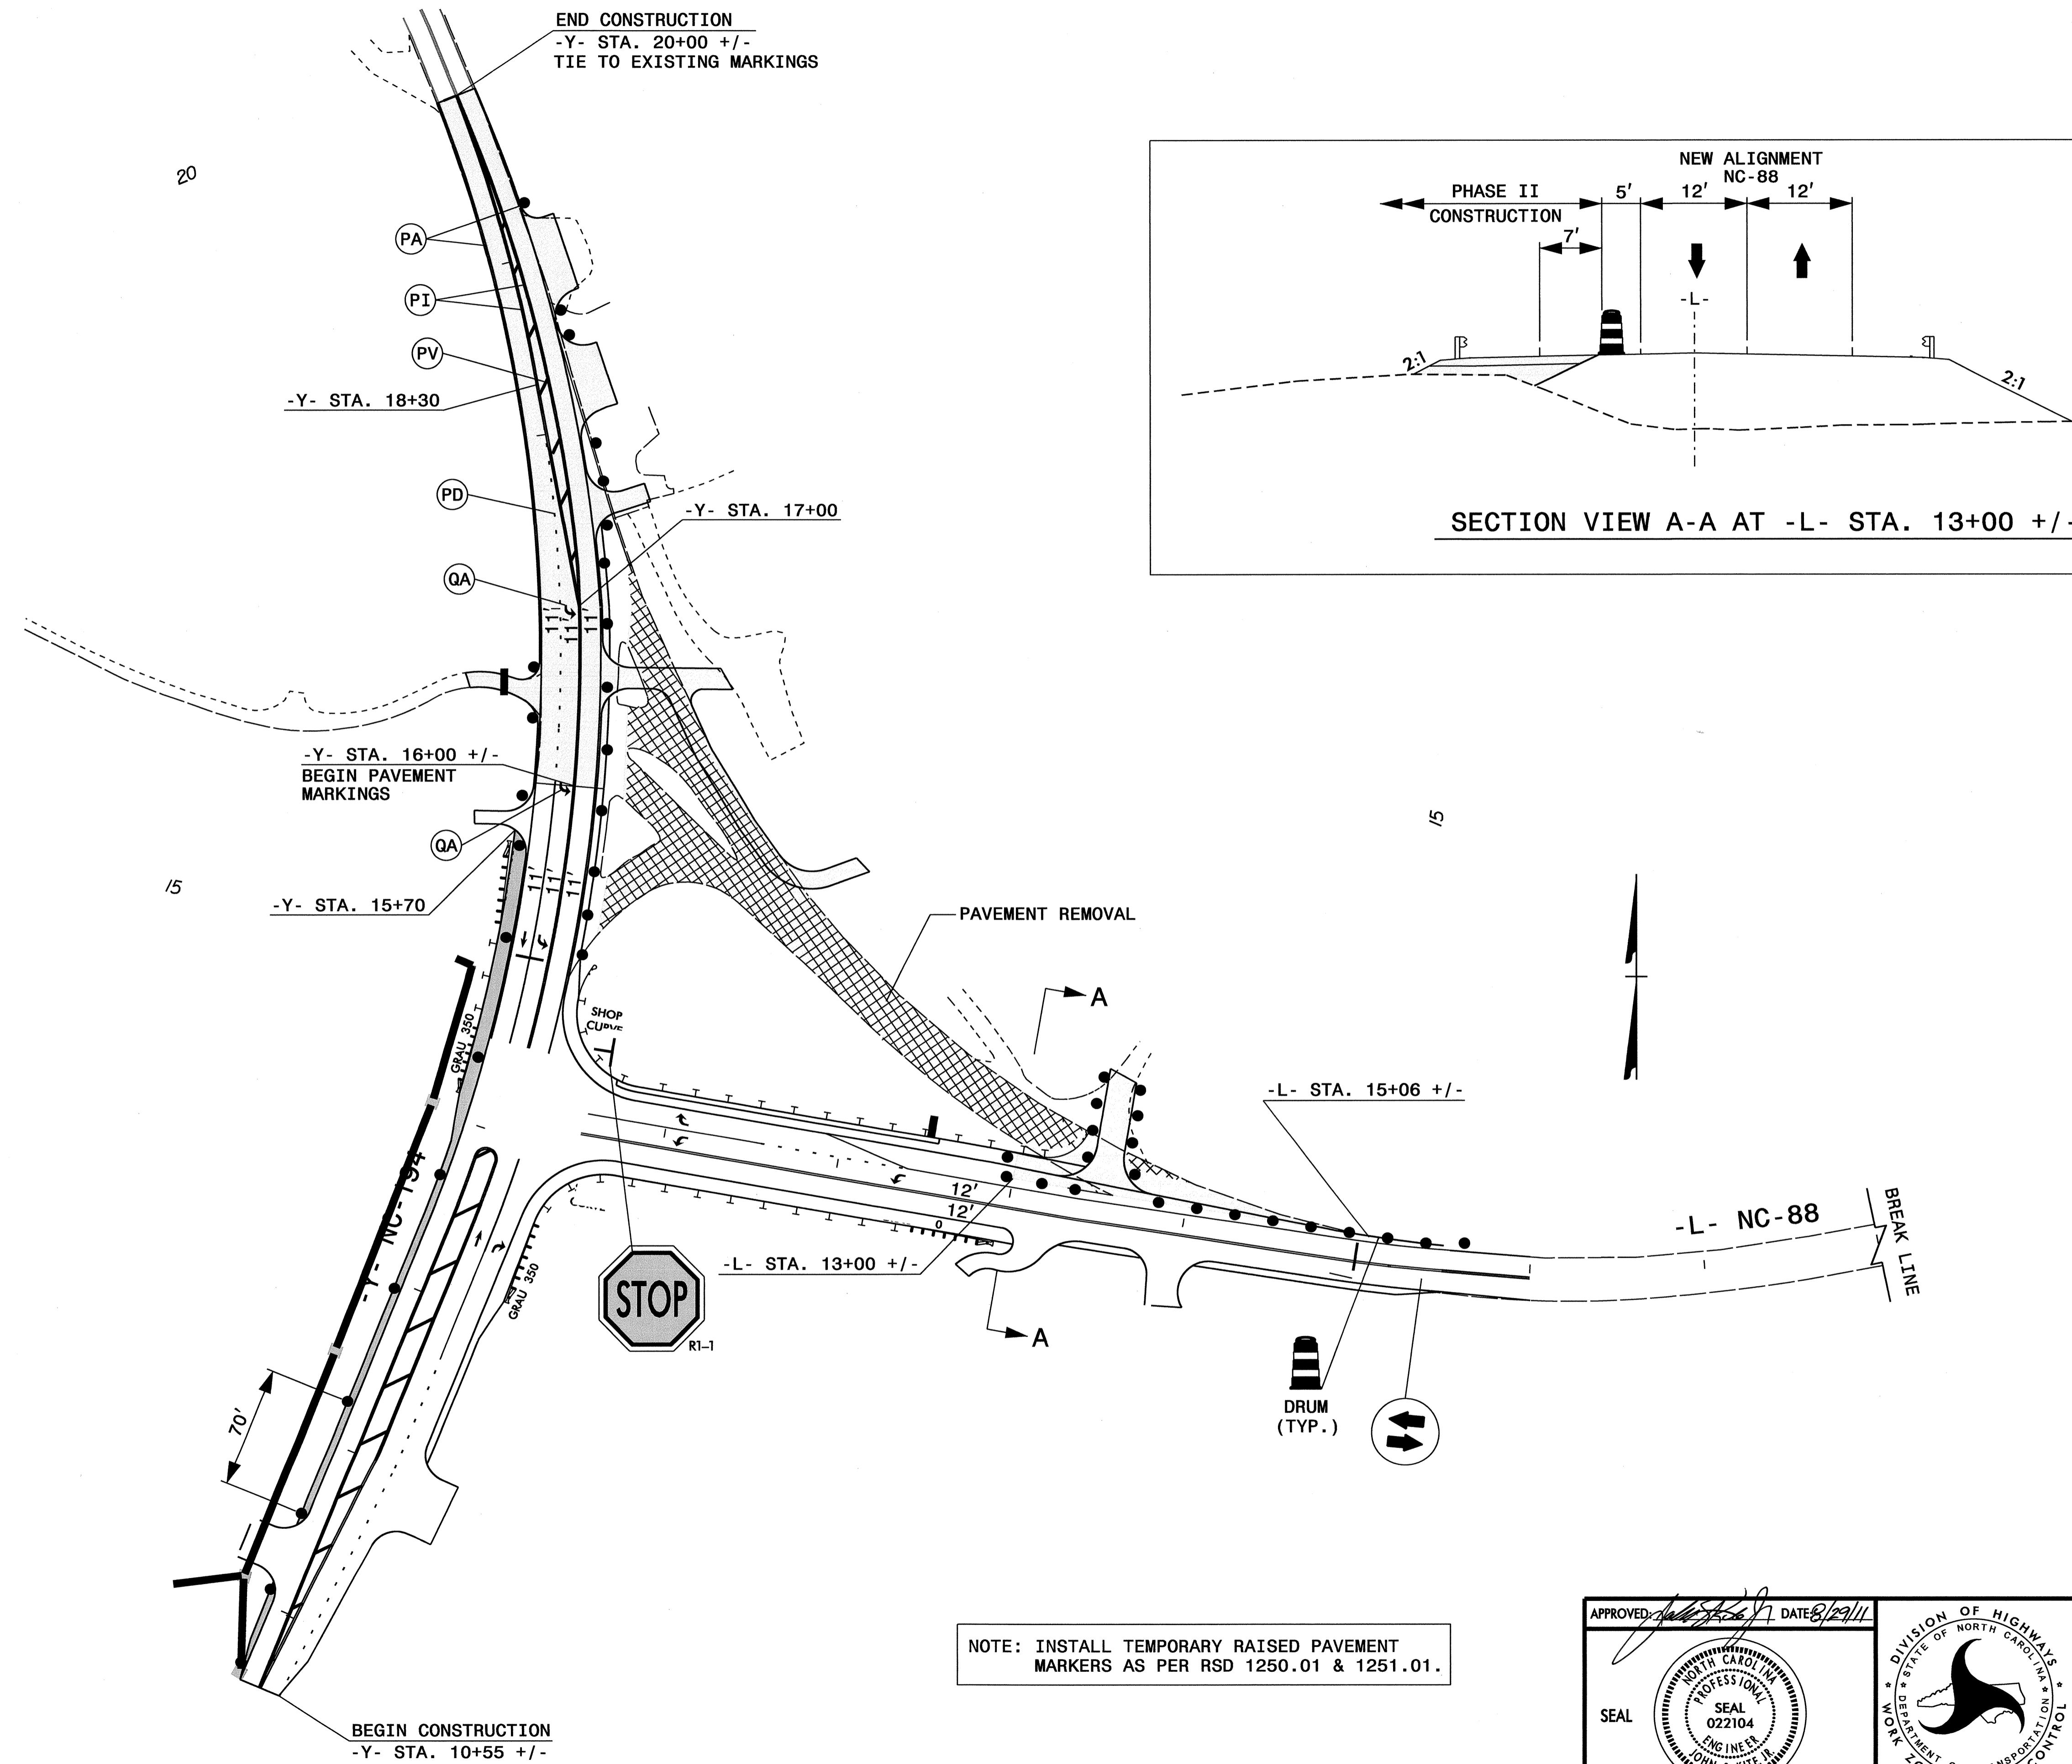 END CONSTRUCTION
-Y- STA. 20+00 +/-
TIE TO EXISTING MARKINGS
20
PA
PI
PV
-Y- STA. 18+30
PD
-Y- STA. 17+00
QA
11'
11'
11'
-Y- STA. 16+00 +/-
BEGIN PAVEMENT
MARKINGS
QA
15
-Y- STA. 15+70
11'
11'
11'
NEW ALIGNMENT
NC-88
PHASE II
CONSTRUCTION
5'
12'
12'
7'
-L-
2:1
2:1
SECTION VIEW A-A AT -L- STA. 13+00 +/-
15
PAVEMENT REMOVAL
A
SHOP
CURVE
GRAU 350
-L- STA. 15+06 +/-
-Y- NC-194
12'
12'
0
-L- STA. 13+00 +/-
GRAU 350
STOP
R1-1
A
-L- NC-88
BREAK LINE
70'
DRUM
(TYP.)
NOTE: INSTALL TEMPORARY RAISED PAVEMENT
MARKERS AS PER RSD 1250.01 & 1251.01.
BEGIN CONSTRUCTION
-Y- STA. 10+55 +/-
APPROVED:
DATE: 8/29/11
SEAL
NORTH CAROLINA
PROFESSIONAL
SEAL
022104
ENGINEER
DIVISION OF HIGHWAYS
STATE OF NORTH CAROLINA
DEPARTMENT
WORK
CONTROL